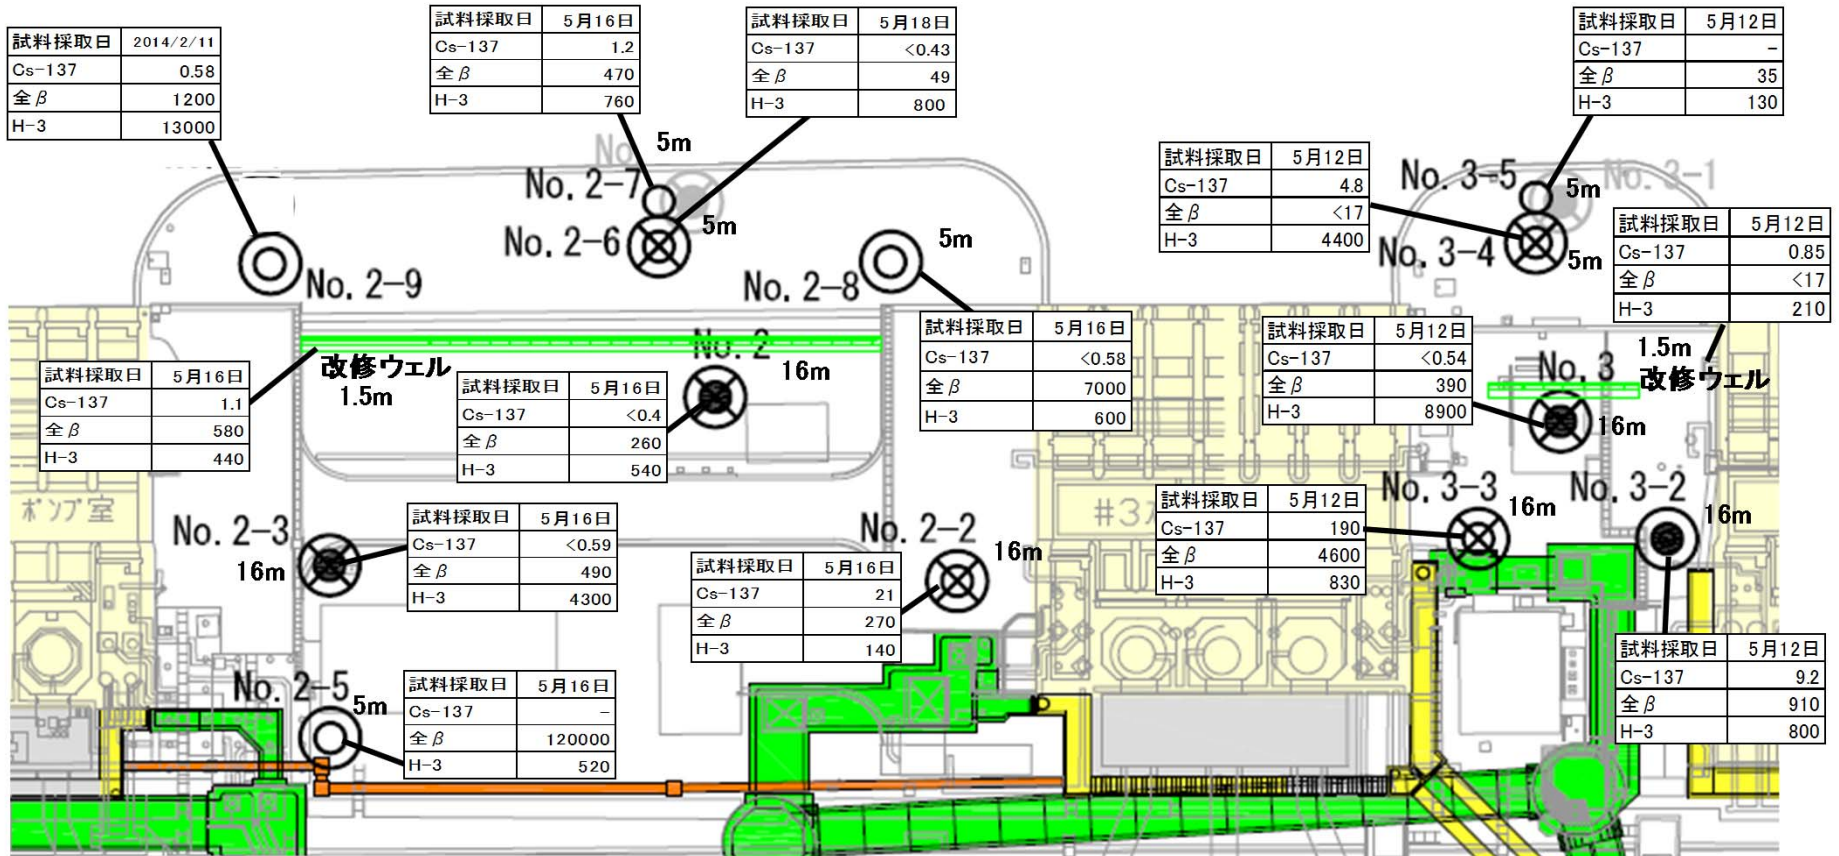 試料採取日 2014/2/11
Cs-137 0.58
全β 1200
H-3 13000
試料採取日 5月16日
Cs-137 1.2
全β 470
H-3 760
試料採取日 5月18日
Cs-137 <0.43
全β 49
H-3 800
試料採取日 5月12日
Cs-137 -
全β 35
H-3 130
試料採取日 5月12日
Cs-137 4.8
全β <17
H-3 4400
試料採取日 5月12日
Cs-137 0.85
全β <17
H-3 210
No
5m
No. 2-7
No. 2-6
5m
No. 2-9
No. 2-8
5m
No. 3-5
5m
No. 3-1
No. 3-4
5m
改修ウェル
1.5m
No. 2
16m
1.5m
改修ウェル
No. 3
16m
試料採取日 5月16日
Cs-137 1.1
全β 580
H-3 440
試料採取日 5月16日
Cs-137 <0.4
全β 260
H-3 540
試料採取日 5月16日
Cs-137 <0.58
全β 7000
H-3 600
試料採取日 5月12日
Cs-137 <0.54
全β 390
H-3 8900
ポンプ室
No. 2-3
16m
試料採取日 5月16日
Cs-137 <0.59
全β 490
H-3 4300
No. 2-2
16m
試料採取日 5月16日
Cs-137 21
全β 270
H-3 140
#3
試料採取日 5月12日
Cs-137 190
全β 4600
H-3 830
No. 3-3
16m
No. 3-2
16m
試料採取日 5月12日
Cs-137 9.2
全β 910
H-3 800
No. 2-5
5m
試料採取日 5月16日
Cs-137 -
全β 120000
H-3 520